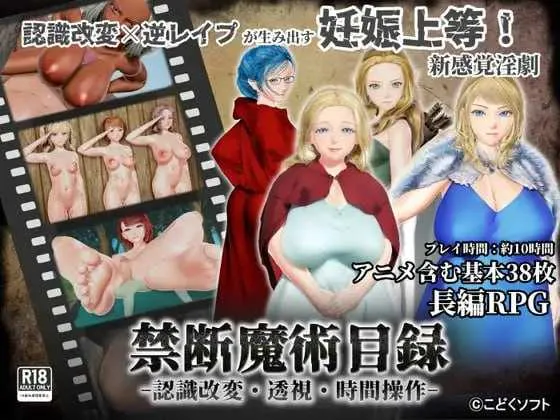 認識改変×逆レイプが生み出す
妊娠上等！
新感覚淫劇
プレイ時間：約10時間
アニメ含む基本38枚
長編RPG
禁断魔術目録
-認識改変・透視・時間操作-
R18
ADULT ONLY
©こどくソフト